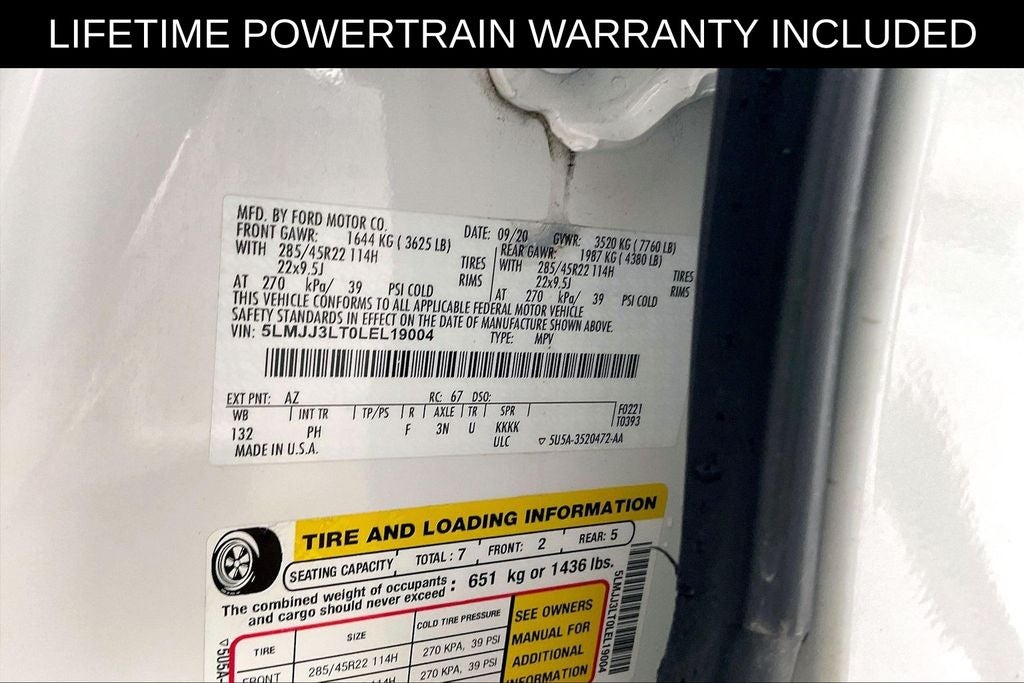 LIFETIME POWERTRAIN WARRANTY INCLUDED
MFD. BY FORD MOTOR CO.
DATE: 09/20 GVWR: 3520 KG ( 7760 LB)
FRONT GAWR: 1644 KG ( 3625 LB)
WITH 285/45R22 114H TIRES
22x9.5J RIMS
AT 270 kPa/ 39 PSI COLD
REAR GAWR: 1987 KG ( 4380 LB)
WITH 285/45R22 114H TIRES
22x9.5J RIMS
AT 270 kPa/ 39 PSI COLD
THIS VEHICLE CONFORMS TO ALL APPLICABLE FEDERAL MOTOR VEHICLE
SAFETY STANDARDS IN EFFECT ON THE DATE OF MANUFACTURE SHOWN ABOVE.
VIN: 5LMJJ3LT0LEL19004 TYPE: MPV
EXT PNT: AZ RC: 67 DSO:
WB INT TR TP/PS R AXLE TR SPR F0221
T0393
132 PH F 3N U KKKK
ULC 5U5A-3520472-AA
MADE IN U.S.A.
TIRE AND LOADING INFORMATION
SEATING CAPACITY TOTAL: 7 FRONT: 2 REAR: 5
The combined weight of occupants
and cargo should never exceed : 651 kg or 1436 lbs.
TIRE SIZE COLD TIRE PRESSURE
FRONT 285/45R22 114H 270 KPA, 39 PSI
114H 270 KPA, 39 PSI
SEE OWNERS
MANUAL FOR
ADDITIONAL
INFORMATION
5LMJJ3LT0LEL19004
5U5A-